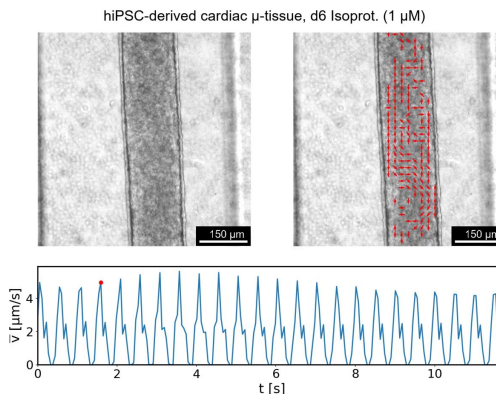 hiPSC-derived cardiac µ-tissue, d6 Isoprot. (1 µM)
150 µm
150 µm
v̅ [µm/s]
4
2
0
0
2
4
6
8
10
t [s]